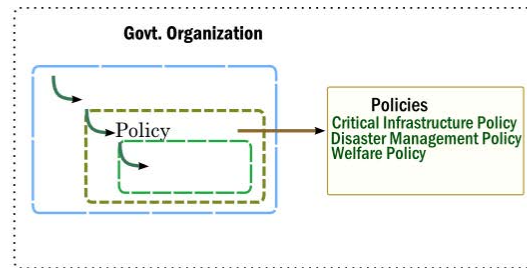 Govt. Organization
Policy
Policies
Critical Infrastructure Policy
Disaster Management Policy
Welfare Policy